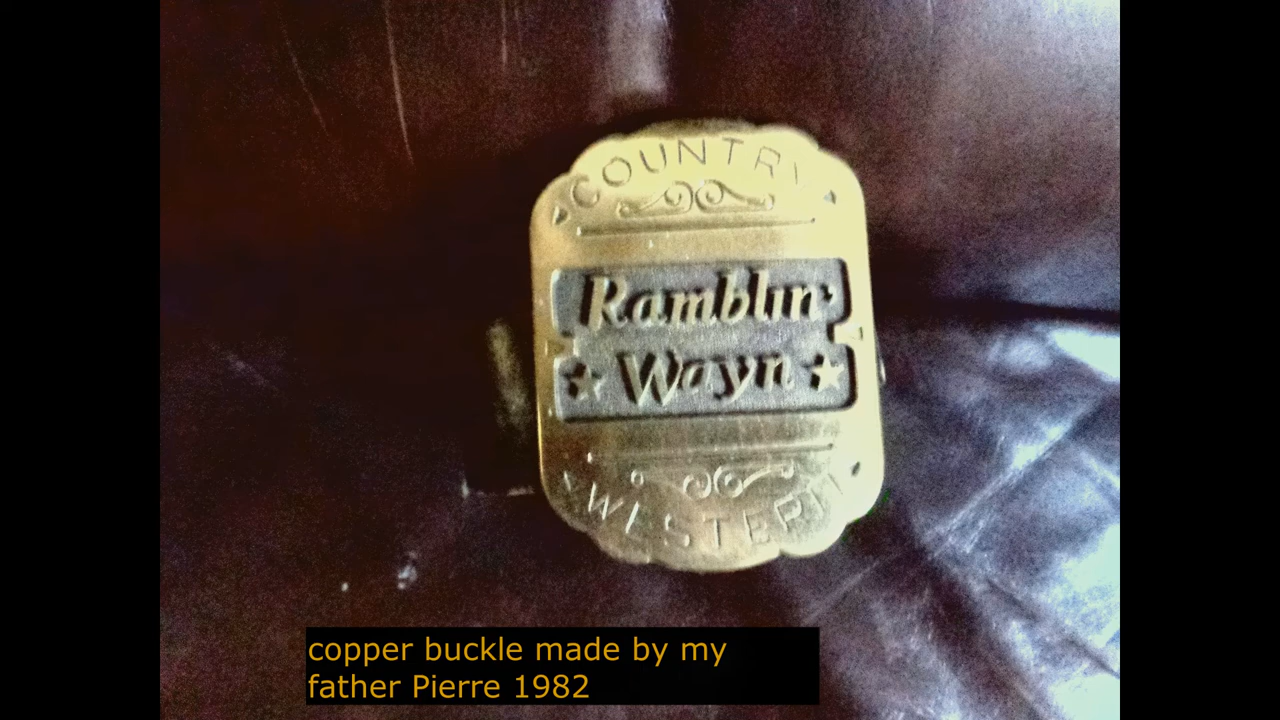 COUNTRY
Ramblin'
Wayn
WESTERN
copper buckle made by my
father Pierre 1982